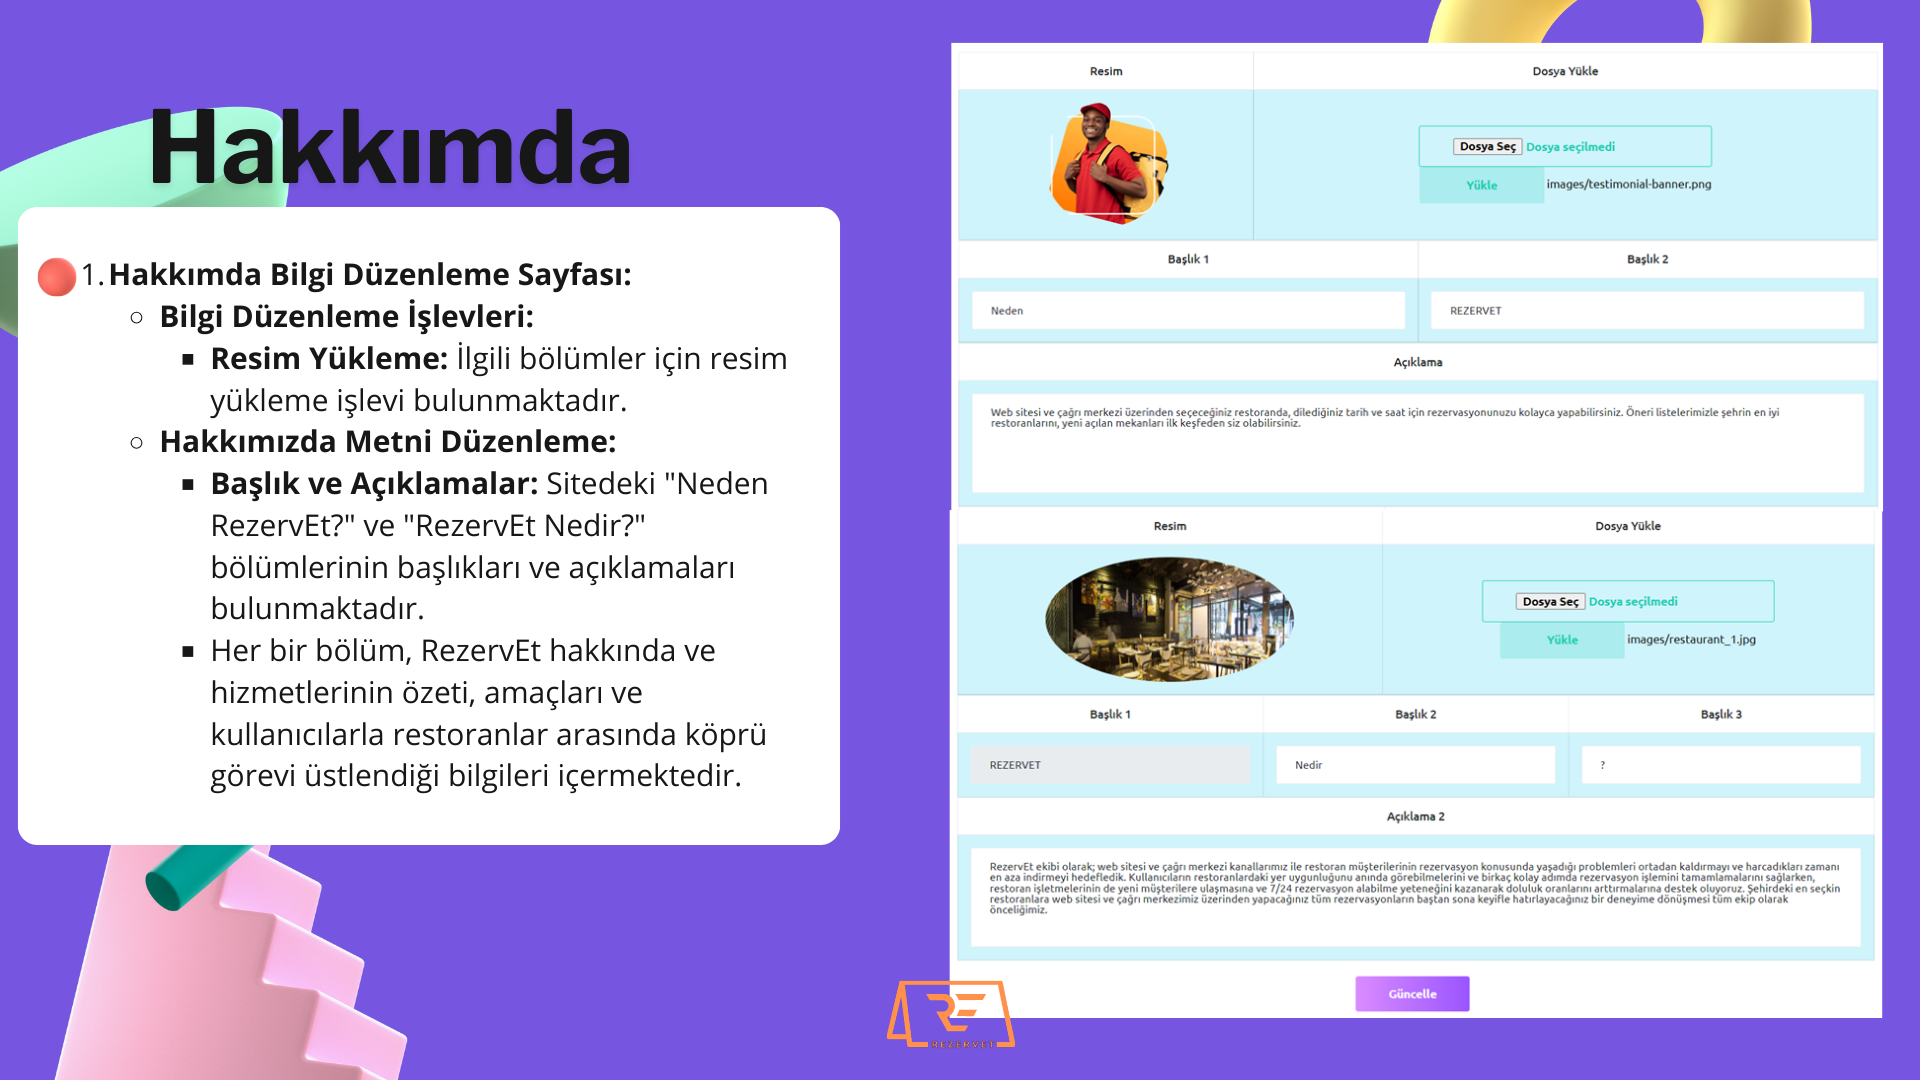 Hakkımda
1. Hakkımda Bilgi Düzenleme Sayfası:
Bilgi Düzenleme İşlevleri:
Resim Yükleme: İlgili bölümler için resim
yükleme işlevi bulunmaktadır.
Hakkımızda Metni Düzenleme:
Başlık ve Açıklamalar: Sitedeki "Neden
RezervEt?" ve "RezervEt Nedir?"
bölümlerinin başlıkları ve açıklamaları
bulunmaktadır.
Her bir bölüm, RezervEt hakkında ve
hizmetlerinin özeti, amaçları ve
kullanıcılarla restoranlar arasında köprü
görevi üstlendiği bilgileri içermektedir.
Resim Dosya Yükle
Dosya Seç Dosya seçilmedi
Yükle images/testimonial-banner.png
Başlık 1 Başlık 2
Neden REZERVET
Açıklama
Web sitesi ve çağrı merkezi üzerinden seçeceğiniz restoranda, dilediğiniz tarih ve saat için rezervasyonunuzu kolayca yapabilirsiniz. Öneri listelerimizle şehrin en iyi
restoranlarını, yeni açılan mekanları ilk keşfeden siz olabilirsiniz.
Resim Dosya Yükle
Dosya Seç Dosya seçilmedi
Yükle images/restaurant_1.jpg
Başlık 1 Başlık 2 Başlık 3
REZERVET Nedir ?
Açıklama 2
RezervEt ekibi olarak; web sitesi ve çağrı merkezi kanallarımız ile restoran müşterilerinin rezervasyon konusunda yaşadığı problemleri ortadan kaldırmayı ve harcadıkları zamanı
en aza indirmeyi hedefledik. Kullanıcıların restoranlardaki yer uygunluğunu anında görebilmelerini ve birkaç kolay adımda rezervasyon işlemini tamamlamalarını sağlarken,
restoran işletmelerinin de yeni müşterilere ulaşmasına ve 7/24 rezervasyon alabilme yeteneğini kazanarak doluluk oranlarını arttırmalarına destek oluyoruz. Şehirdeki en seçkin
restoranlara web sitesi ve çağrı merkezimiz üzerinden yapacağınız tüm rezervasyonların baştan sona keyifle hatırlayacağınız bir deneyime dönüşmesi tüm ekip olarak
önceliğimiz.
Güncelle
RE
REZERVET